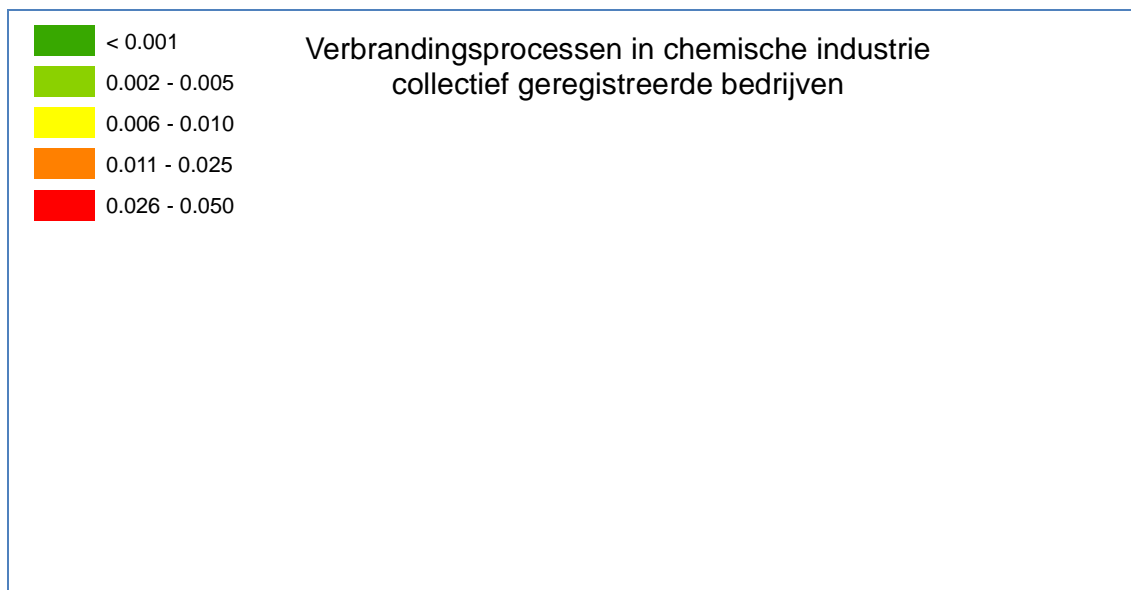 < 0.001
0.002 - 0.005
0.006 - 0.010
0.011 - 0.025
0.026 - 0.050
Verbrandingsprocessen in chemische industrie
collectief geregistreerde bedrijven